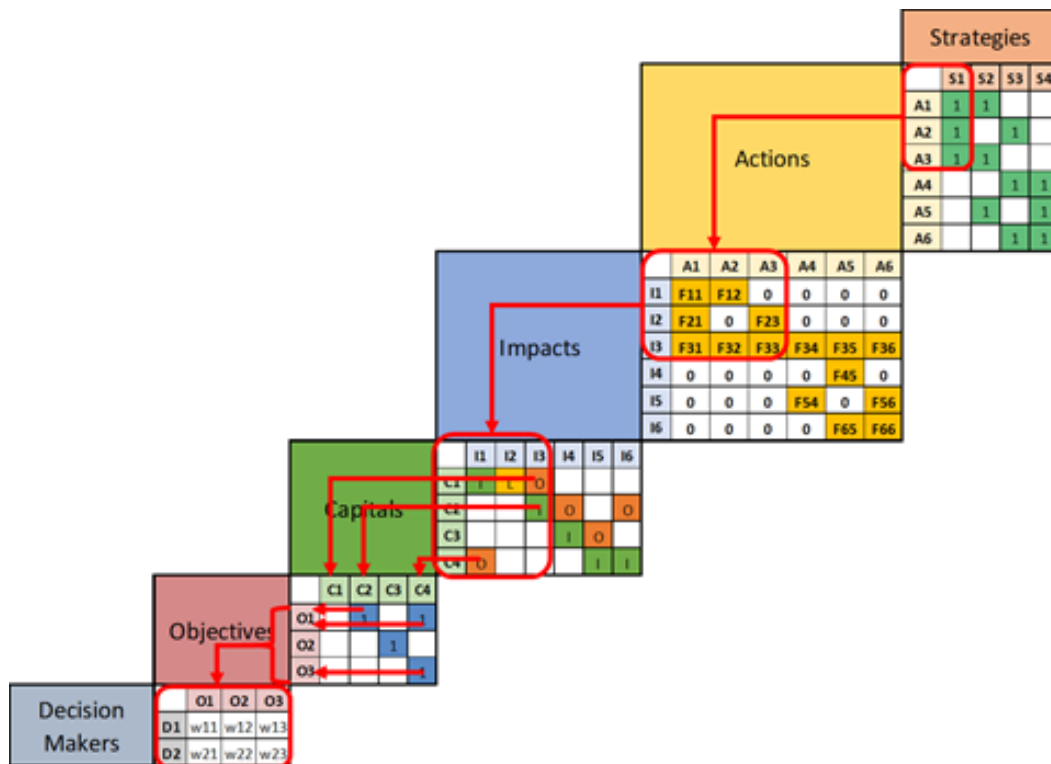 Strategies
S1 S2 S3 S4
A1 1 1
A2 1 1
A3 1 1
A4 1 1
A5 1 1
A6 1 1
Actions
A1 A2 A3 A4 A5 A6
I1 F11 F12 0 0 0 0
I2 F21 0 F23 0 0 0
I3 F31 F32 F33 F34 F35 F36
I4 0 0 0 0 F45 0
I5 0 0 0 F54 0 F56
I6 0 0 0 0 F65 F66
Impacts
I1 I2 I3 I4 I5 I6
C1 I L O
C2 I O O
C3 I O
C4 O I I
Capitals
C1 C2 C3 C4
O1 1 1
O2 1
O3 1
Objectives
O1 O2 O3
D1 w11 w12 w13
D2 w21 w22 w23
Decision
Makers